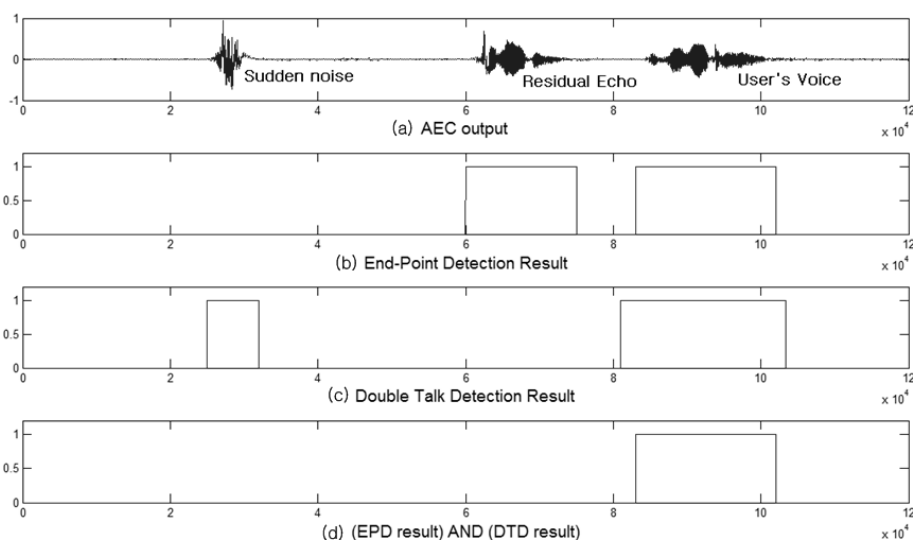 1
0
-1
Sudden noise
Residual Echo
User's Voice
0 2 4 6 8 10 12
(a) AEC output
x 10^4
1
0.5
0
0 2 4 6 8 10 12
(b) End-Point Detection Result
x 10^4
1
0.5
0
0 2 4 6 8 10 12
(c) Double Talk Detection Result
x 10^4
1
0.5
0
0 2 4 6 8 10 12
(d) (EPD result) AND (DTD result)
x 10^4